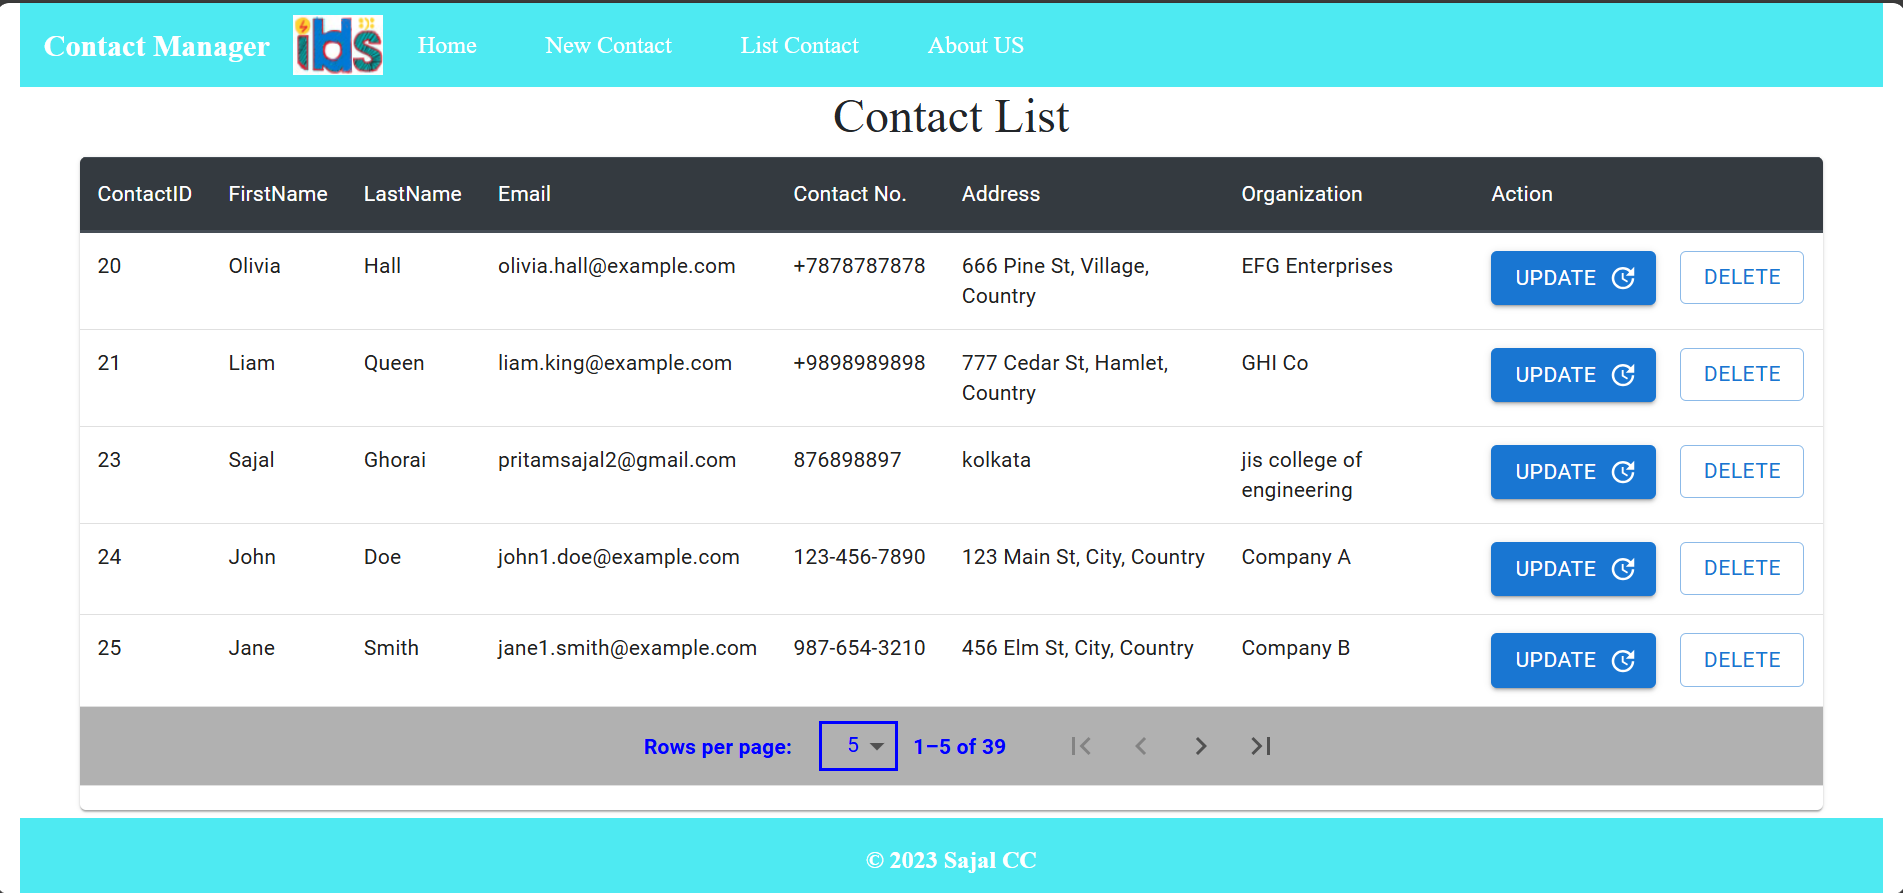 Contact Manager ibs Home New Contact List Contact About US
Contact List
ContactID FirstName LastName Email Contact No. Address Organization Action
20 Olivia Hall olivia.hall@example.com +7878787878 666 Pine St, Village, EFG Enterprises UPDATE DELETE
Country
21 Liam Queen liam.king@example.com +9898989898 777 Cedar St, Hamlet, GHI Co UPDATE DELETE
Country
23 Sajal Ghorai pritamsajal2@gmail.com 876898897 kolkata jis college of UPDATE DELETE
engineering
24 John Doe john1.doe@example.com 123-456-7890 123 Main St, City, Country Company A UPDATE DELETE
25 Jane Smith jane1.smith@example.com 987-654-3210 456 Elm St, City, Country Company B UPDATE DELETE
Rows per page: 5 1–5 of 39
© 2023 Sajal CC